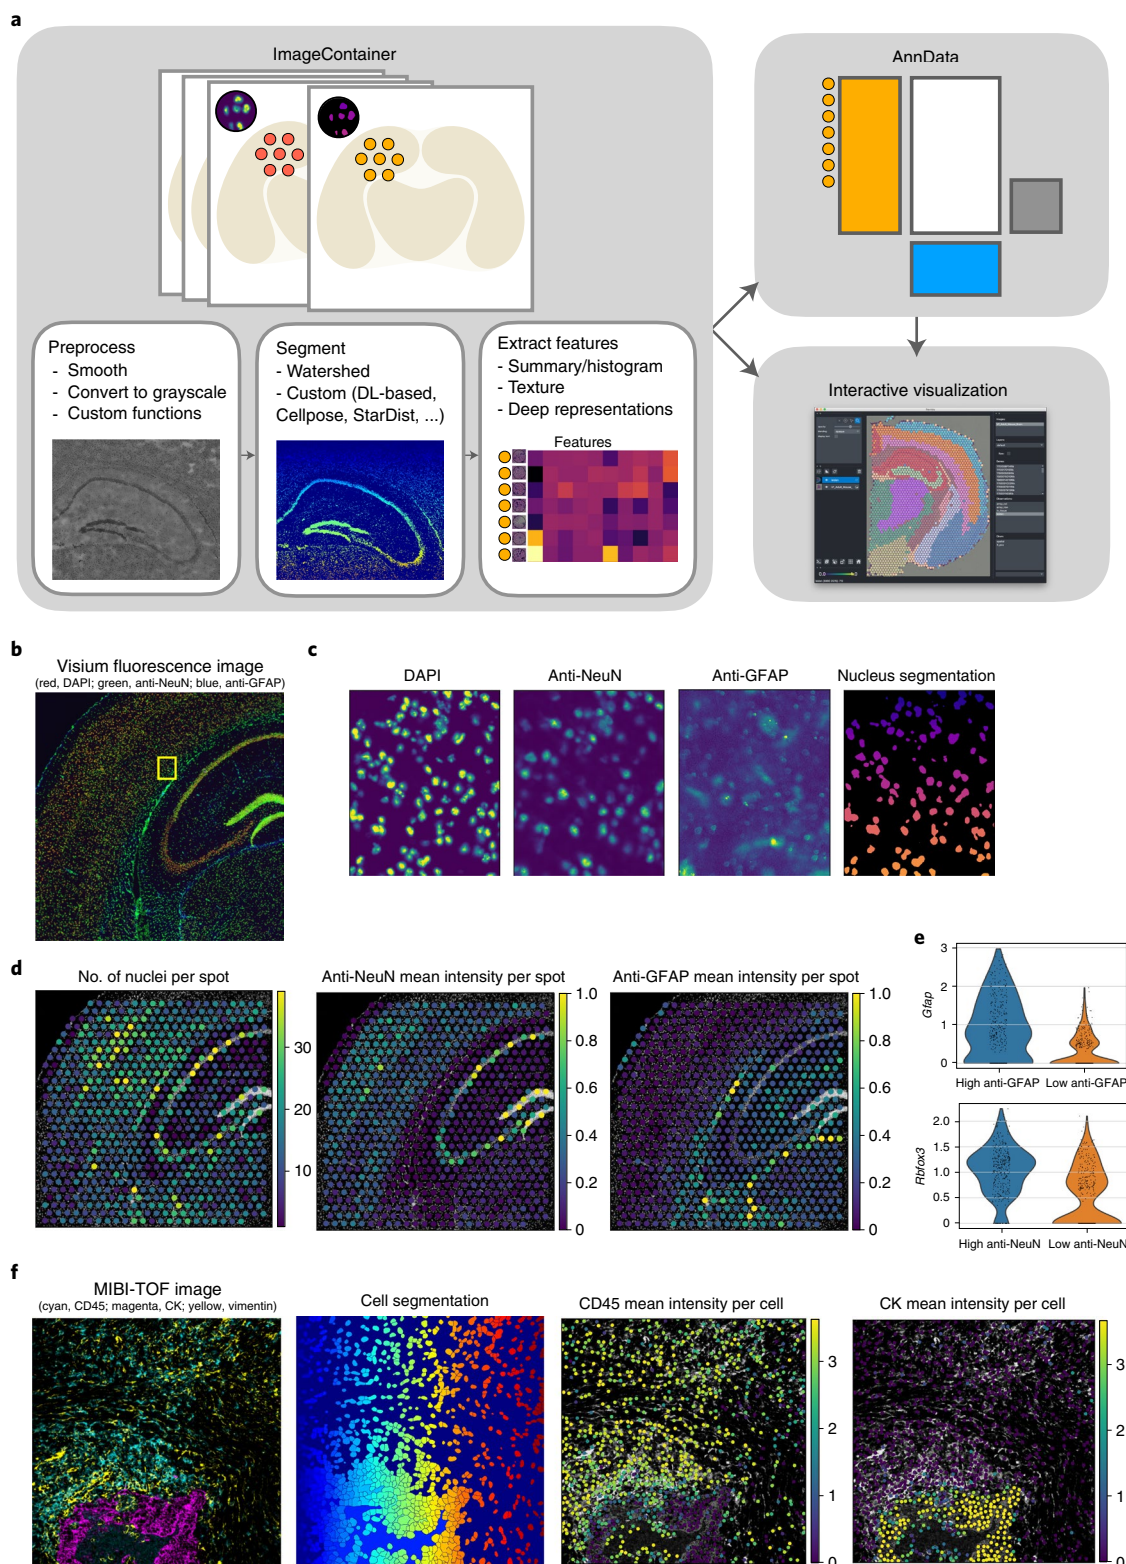 a
ImageContainer
AnnData
Preprocess
- Smooth
- Convert to grayscale
- Custom functions
Segment
- Watershed
- Custom (DL-based,
Cellpose, StarDist, ...)
Extract features
- Summary/histogram
- Texture
- Deep representations
Features
Interactive visualization
b
Visium fluorescence image
(red, DAPI; green, anti-NeuN; blue, anti-GFAP)
c
DAPI
Anti-NeuN
Anti-GFAP
Nucleus segmentation
d
No. of nuclei per spot
30
20
10
Anti-NeuN mean intensity per spot
1.0
0.8
0.6
0.4
0.2
0
Anti-GFAP mean intensity per spot
1.0
0.8
0.6
0.4
0.2
0
e
3
2
1
0
Gfap
High anti-GFAP
Low anti-GFAP
2.0
1.5
1.0
0.5
0
Rbfox3
High anti-NeuN
Low anti-NeuN
f
MIBI-TOF image
(cyan, CD45; magenta, CK; yellow, vimentin)
Cell segmentation
CD45 mean intensity per cell
3
2
1
0
CK mean intensity per cell
3
2
1
0